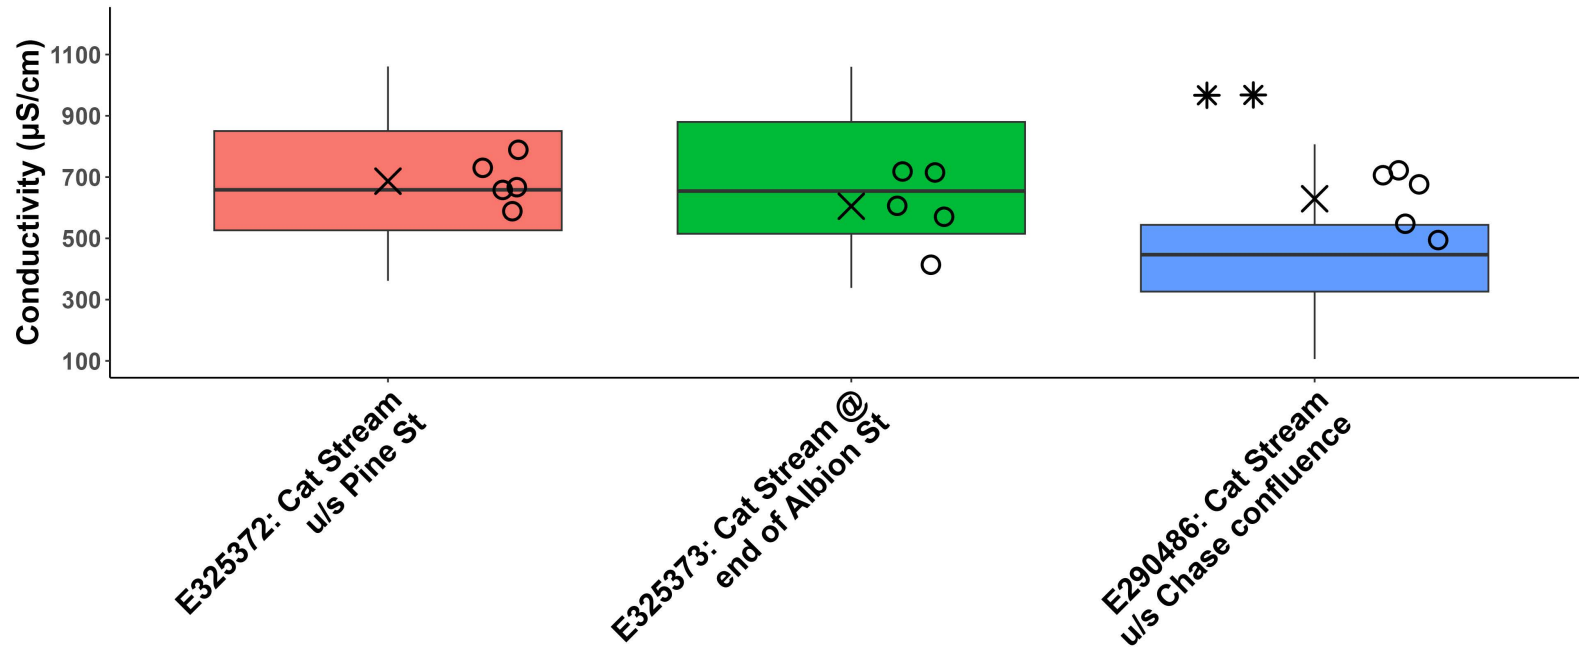 Conductivity (µS/cm)
1100
900
700
500
300
100
E325372: Cat Stream
u/s Pine St
E325373: Cat Stream @
end of Albion St
E290486: Cat Stream
u/s Chase confluence